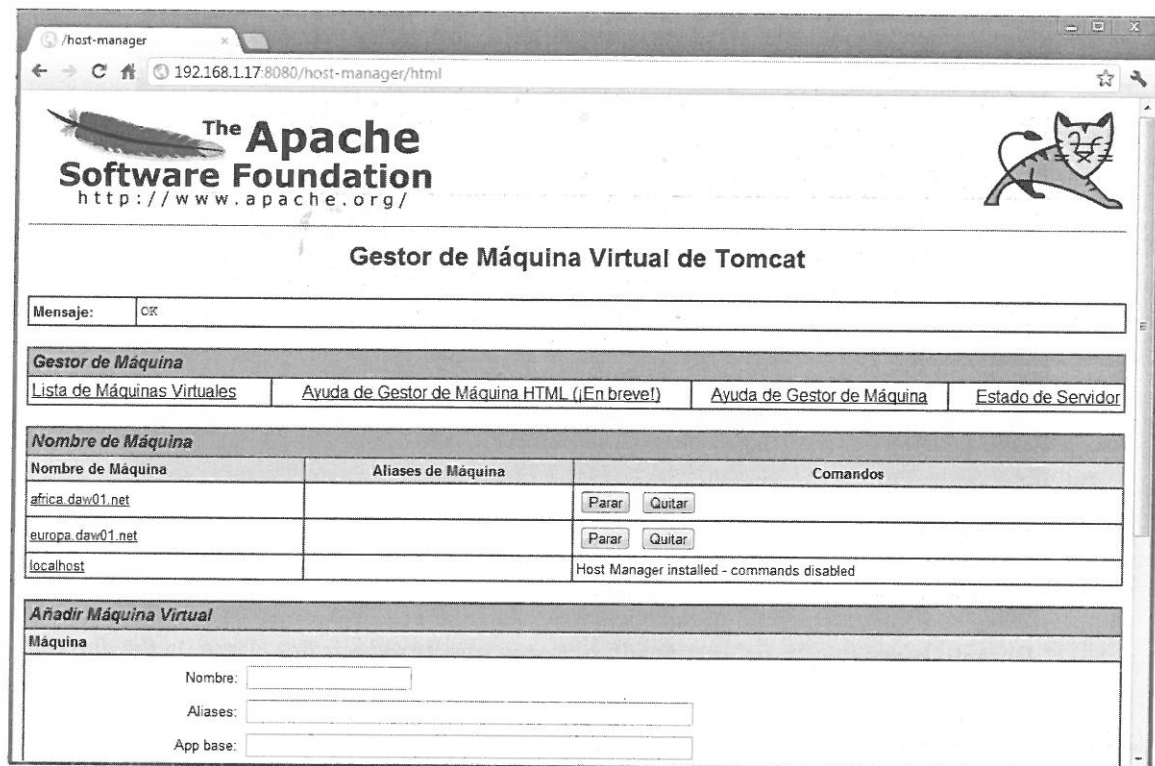 /host-manager
192.168.1.17:8080/host-manager/html
The Apache
Software Foundation
http://www.apache.org/
Gestor de Máquina Virtual de Tomcat
Mensaje: OK
Gestor de Máquina
Lista de Máquinas Virtuales Ayuda de Gestor de Máquina HTML (¡En breve!) Ayuda de Gestor de Máquina Estado de Servidor
Nombre de Máquina
Nombre de Máquina Aliases de Máquina Comandos
africa.daw01.net Parar Quitar
europa.daw01.net Parar Quitar
localhost Host Manager installed - commands disabled
Añadir Máquina Virtual
Máquina
Nombre:
Aliases:
App base: